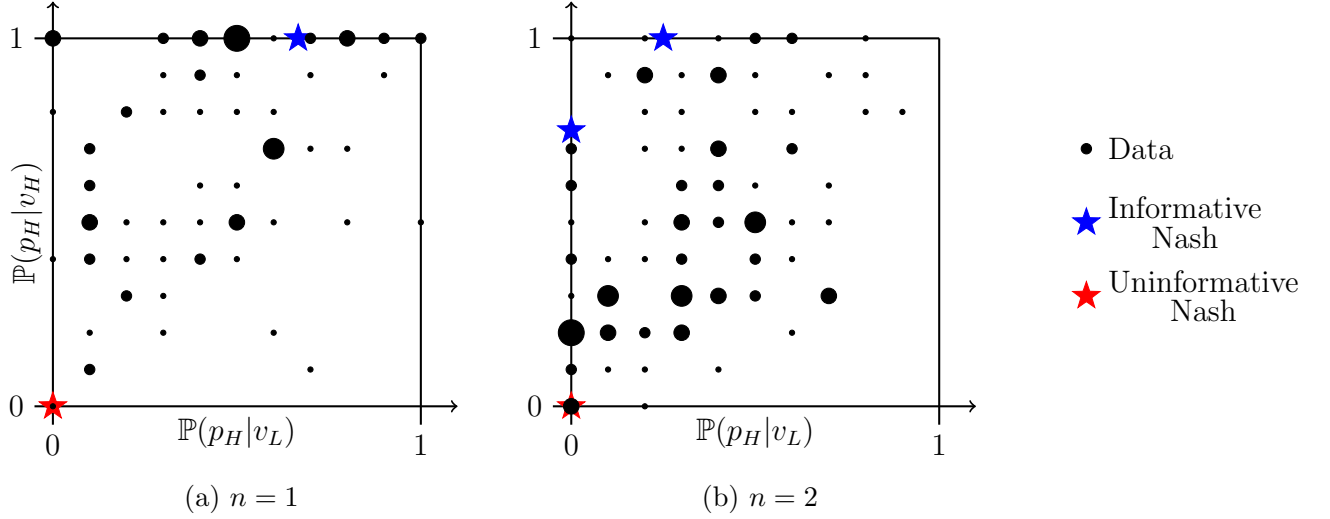 1
ℙ(p_H|v_H)
0
ℙ(p_H|v_L)
0
1
(a) n = 1
1
0
ℙ(p_H|v_L)
0
1
(b) n = 2
Data
Informative
Nash
Uninformative
Nash